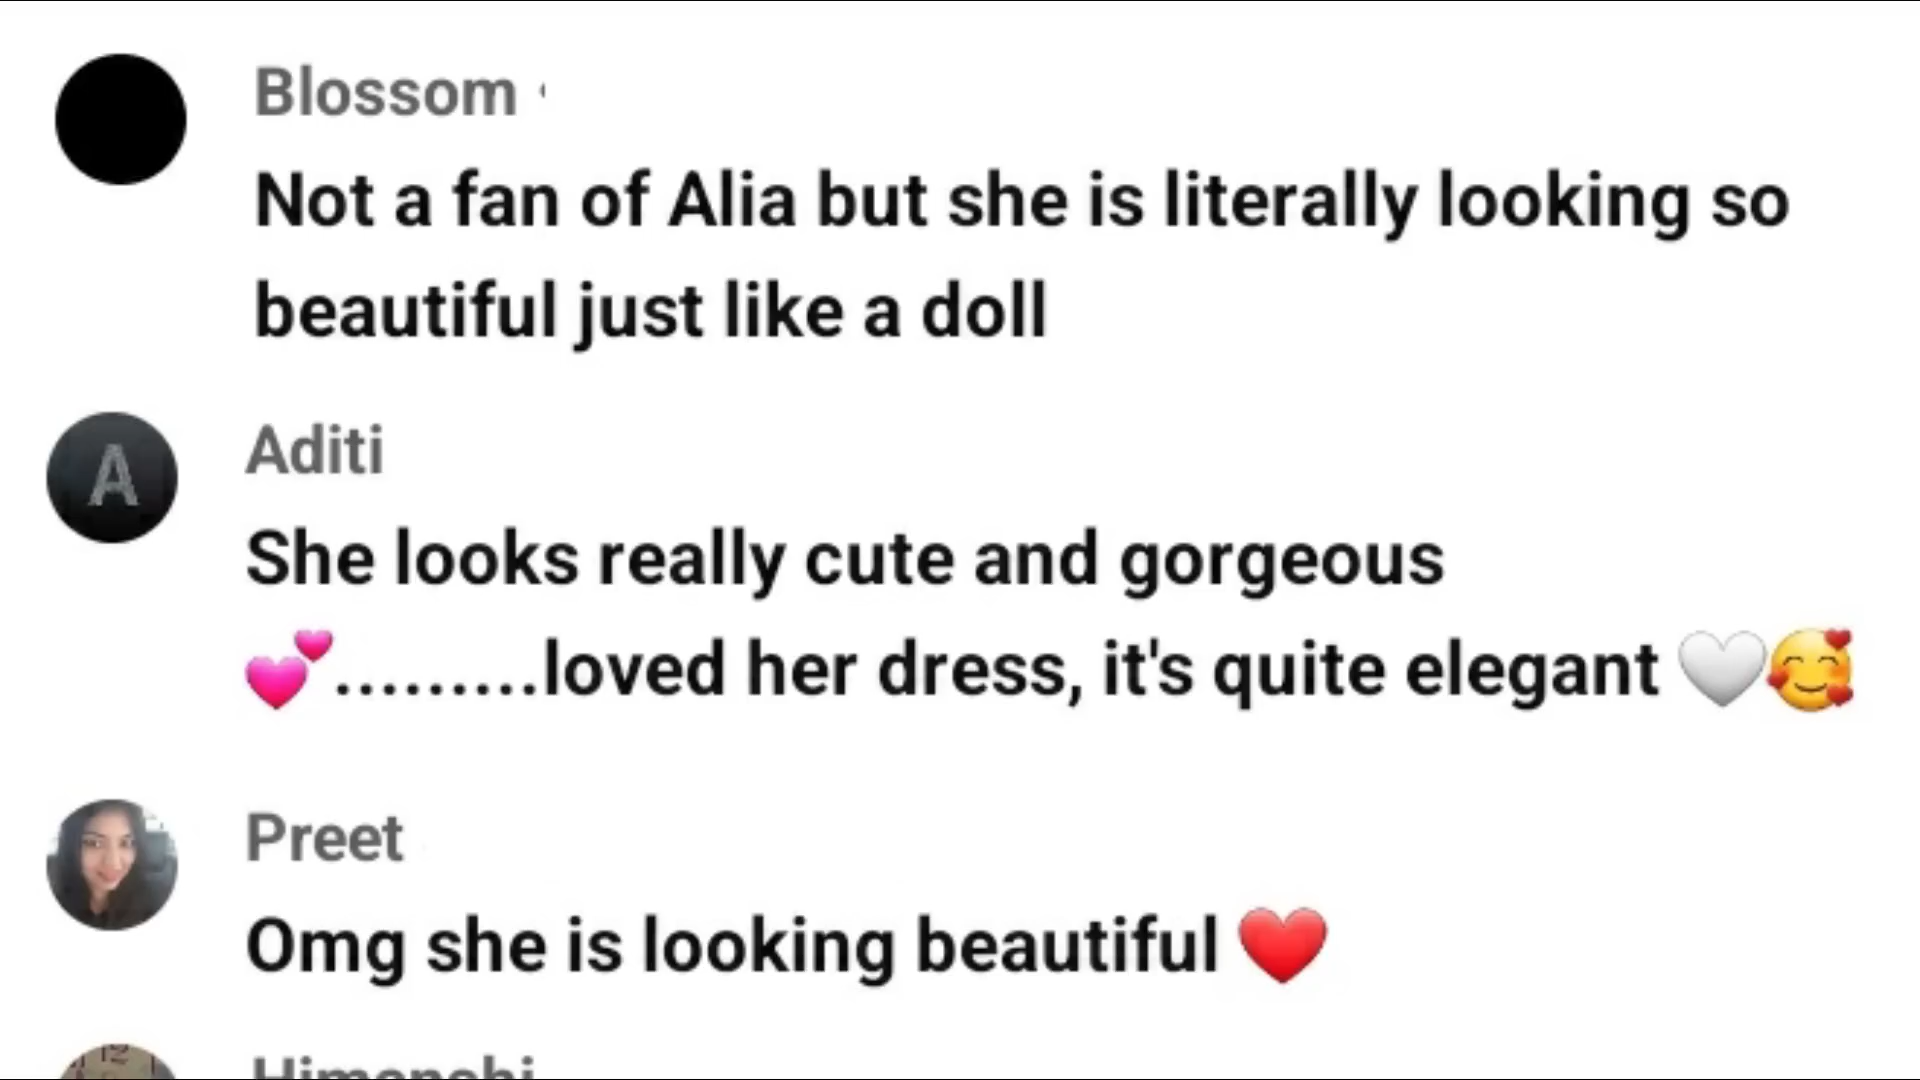 Blossom
Not a fan of Alia but she is literally looking so
beautiful just like a doll
A
Aditi
She looks really cute and gorgeous
💕.........loved her dress, it's quite elegant 🤍🥰
Preet
Omg she is looking beautiful ❤️
12